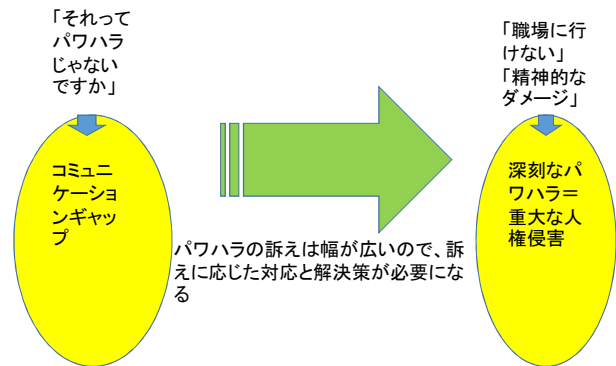 「それって
パワハラ
じゃない
ですか」
コミュニ
ケーショ
ンギャッ
プ
パワハラの訴えは幅が広いので、訴
えに応じた対応と解決策が必要にな
る
「職場に行
けない」
「精神的な
ダメージ」
深刻なパ
ワハラ＝
重大な人
権侵害